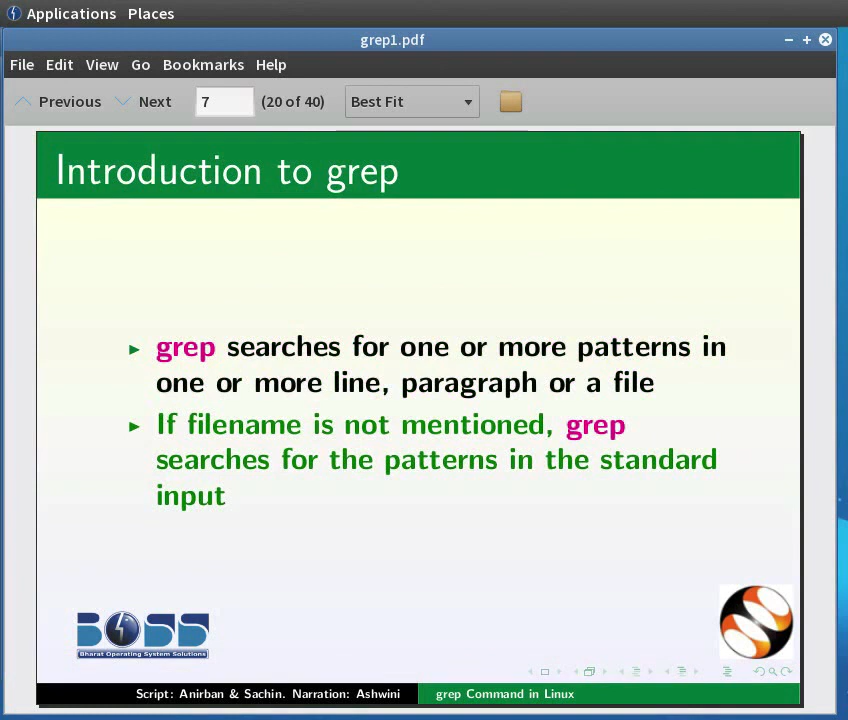 Applications Places
grep1.pdf
File Edit View Go Bookmarks Help
Previous Next 7 (20 of 40) Best Fit
Introduction to grep
grep searches for one or more patterns in
one or more line, paragraph or a file
If filename is not mentioned, grep
searches for the patterns in the standard
input
BOSS
Bharat Operating System Solutions
Script: Anirban & Sachin. Narration: Ashwini grep Command in Linux